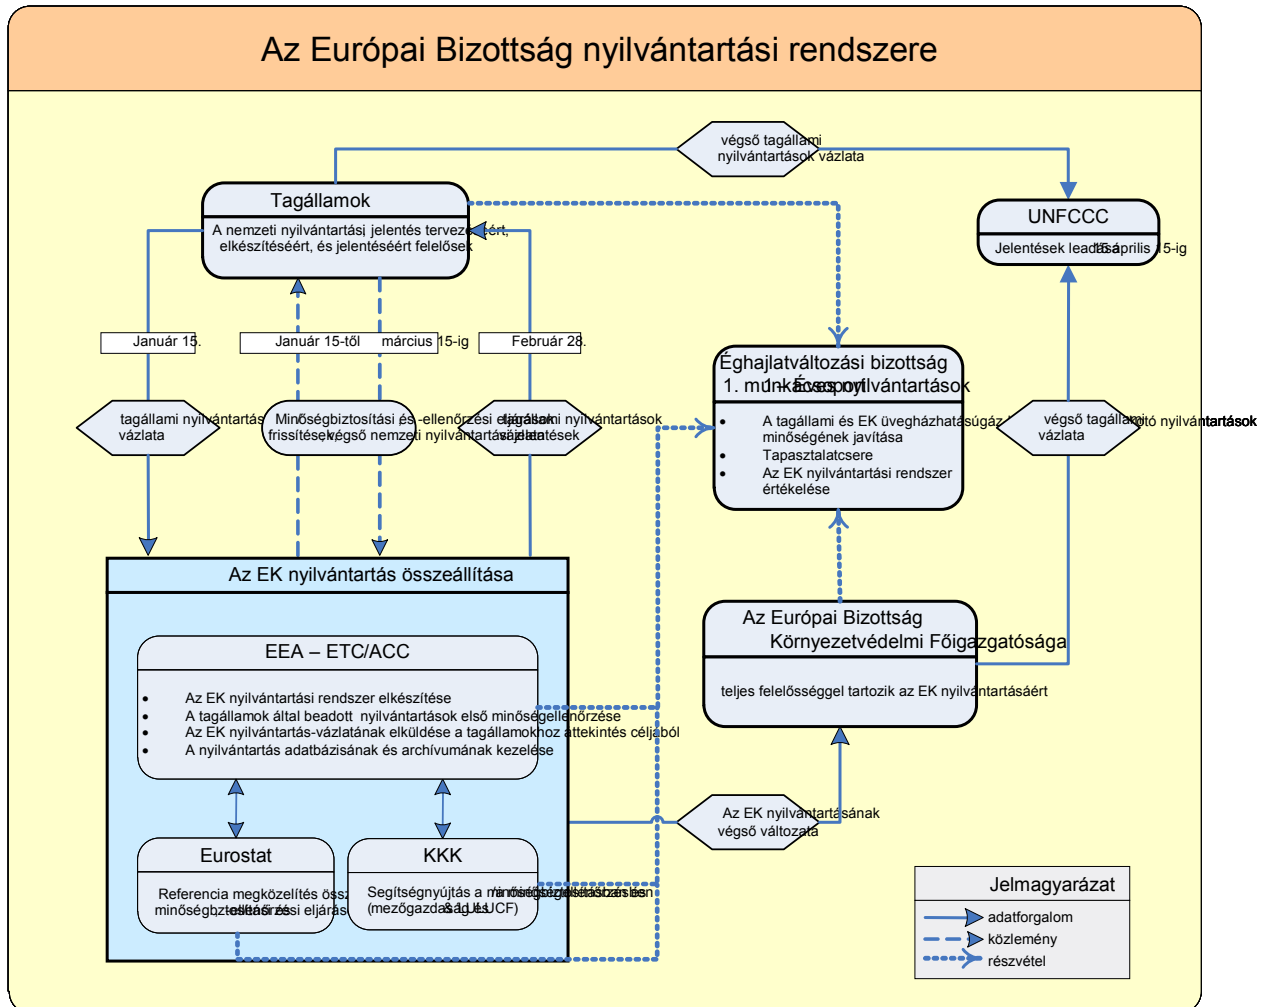 Az Európai Bizottság nyilvántartási rendszere
végső tagállami
nyilvántartások vázlata
Tagállamok
A nemzeti nyilvántartási jelentés
elkészítéséért, és jelentéséért felelősek
UNFCCC
Jelentések április 15-ig
Január 15.
Január 15-től március 15-ig
Február 28.
tagállami nyilvántartás
vázlata
Minőségbiztosítási és -ellenőrzési
frissítések, végső nemzeti
nyilvántartások
Éghajlatváltozási bizottság
1.
nyilvántartások
• A tagállami és EK üvegházhatásúgáz
minőségének javítása
• Tapasztalatcsere
• Az EK nyilvántartási rendszer
értékelése
végső tagállami nyilvántartások
vázlata
Az EK nyilvántartás összeállítása
EEA – ETC/ACC
• Az EK nyilvántartási rendszer elkészítése
• A tagállamok által beadott nyilvántartások első minőségellenőrzése
• Az EK nyilvántartás-vázlatának elküldése a tagállamokhoz áttekintés céljából
• A nyilvántartás adatbázisának és archívumának kezelése
Az Európai Bizottság
Környezetvédelmi Főigazgatósága
teljes felelősséggel tartozik az EK nyilvántartásáért
Az EK nyilvántartásának
végső változata
Eurostat
Referencia megközelítés
eljárás
KKK
Segítségnyújtás a
(mezőgazdaság
Jelmagyarázat
adatforgalom
közlemény
részvétel